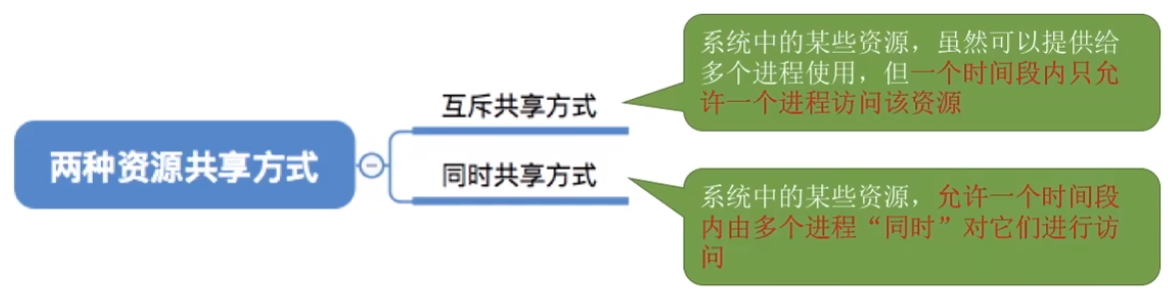 两种资源共享方式
互斥共享方式
系统中的某些资源，虽然可以提供给
多个进程使用，但一个时间段内只允
许一个进程访问该资源
同时共享方式
系统中的某些资源，允许一个时间段
内由多个进程“同时”对它们进行访
问